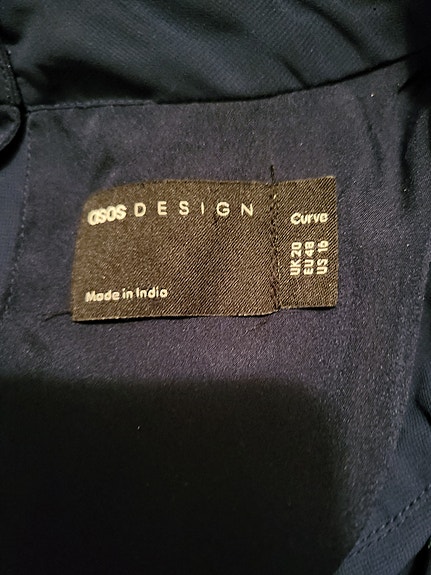 asos DESIGN
Curve
UK 20
EU 48
US 16
Made in India